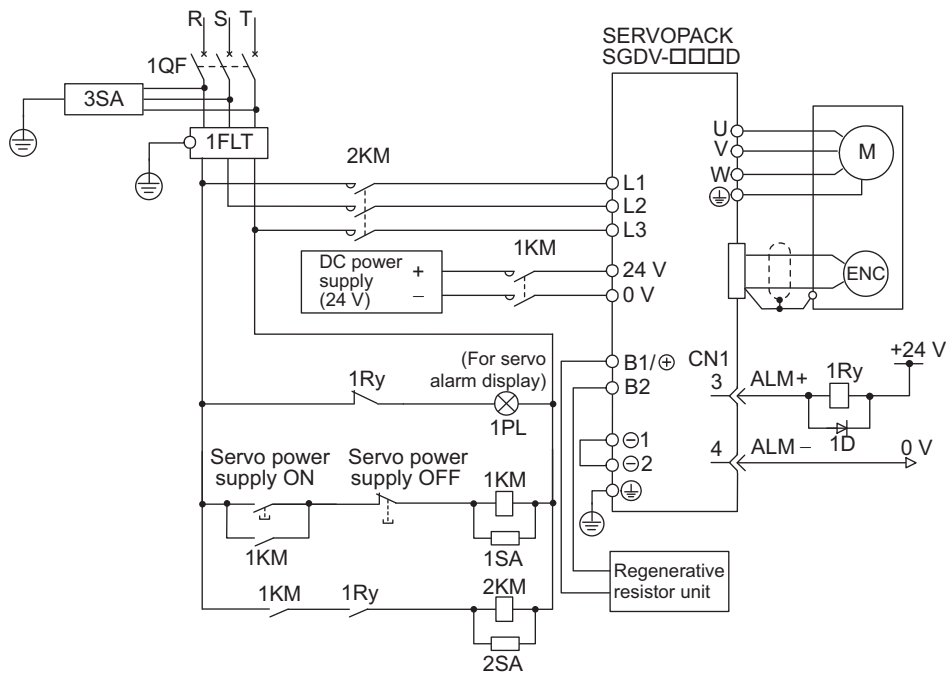 R S T
SERVOPACK
SGDV-□□□D
1QF
3SA
1FLT
2KM
U
V
W
M
L1
L2
L3
1KM
DC power
supply
(24 V)
+
−
24 V
0 V
ENC
(For servo
alarm display)
1Ry
1PL
B1/⊕
B2
CN1
+24 V
3
ALM+
1Ry
1D
4
ALM−
0 V
⊖1
⊖2
Servo power
supply ON
Servo power
supply OFF
1KM
1KM
1SA
Regenerative
resistor unit
1KM
1Ry
2KM
2SA